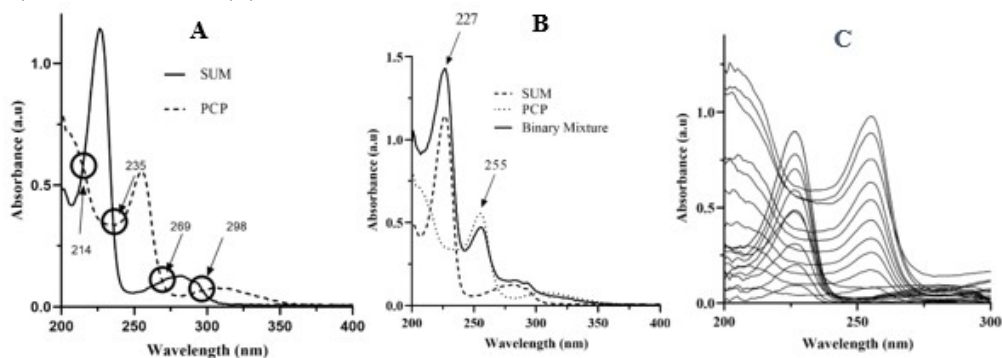 A
SUM
PCP
235
269
298
214
1.0
0.5
0.0
200
250
300
350
400
Absorbance (a.u)
Wavelength (nm)
B
227
SUM
PCP
Binary Mixture
255
1.5
1.0
0.5
0.0
200
250
300
350
400
Absorbance (a.u)
Wavelength (nm)
C
1.0
0.5
0.0
200
250
300
Absorbance (a.u)
Wavelength (nm)